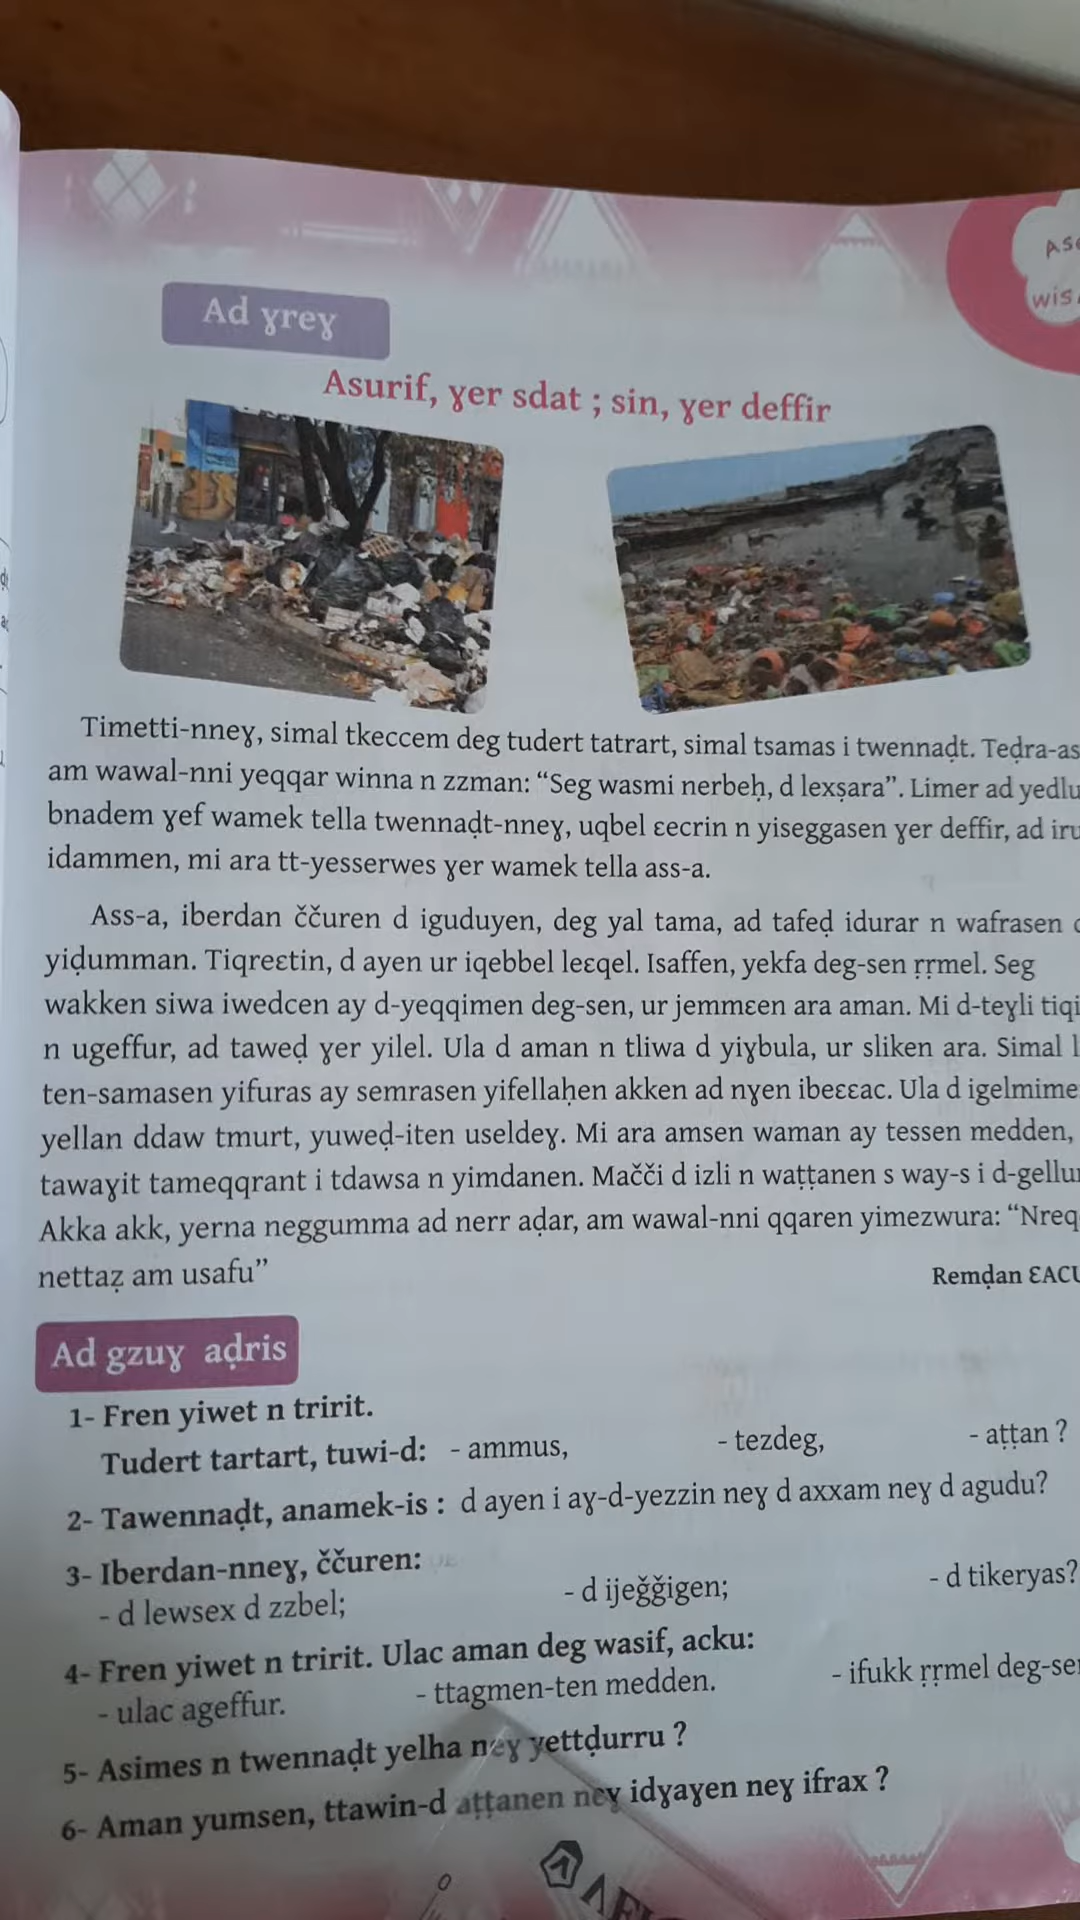 Ad ɣreɣ
Asurif, ɣer sdat ; sin, ɣer deffir
Timetti-nneɣ, simal tkeccem deg tudert tatrart, simal tsamas i twennaḍt. Teḍra-as
am wawal-nni yeqqar winna n zzman: “Seg wasmi nerbeḥ, d lexṣara”. Limer ad yedlu
bnadem ɣef wamek tella twennaḍt-nneɣ, uqbel ɛecrin n yiseggasen ɣer deffir, ad iru
idammen, mi ara tt-yesserwes ɣer wamek tella ass-a.
Ass-a, iberdan ččuren d iguduyen, deg yal tama, ad tafeḍ idurar n wafrasen
yiḍumman. Tiqreɛtin, d ayen ur iqebbel leɛqel. Isaffen, yekfa deg-sen ṛṛmel. Seg
wakken siwa iwedcen ay d-yeqqimen deg-sen, ur jemmɛen ara aman. Mi d-teɣli tiqi
n ugeffur, ad taweḍ ɣer yilel. Ula d aman n tliwa d yiɣbula, ur sliken ara. Simal
ten-samasen yifuras ay semrasen yifellaḥen akken ad nɣen ibeɛɛac. Ula d igelmime
yellan ddaw tmurt, yuweḍ-iten useldeɣ. Mi ara amsen waman ay tessen medden,
tawaɣit tameqqrant i tdawsa n yimdanen. Mačči d izli n waṭṭanen s way-s i d-gellu
Akka akk, yerna neggumma ad nerr aḍar, am wawal-nni qqaren yimezwura: “Nreq
nettaẓ am usafu”
Remḍan ƐACU
Ad gzuɣ aḍris
1- Fren yiwet n tririt.
Tudert tartart, tuwi-d: - ammus, - tezdeg, - aṭṭan ?
2- Tawennaḍt, anamek-is : d ayen i aɣ-d-yezzin neɣ d axxam neɣ d agudu?
3- Iberdan-nneɣ, ččuren:
- d lewsex d zzbel; - d ijeǧǧigen; - d tikeryas?
4- Fren yiwet n tririt. Ulac aman deg wasif, acku:
- ulac ageffur. - ttagmen-ten medden. - ifukk ṛṛmel deg-se
5- Asimes n twennaḍt yelha neɣ yettḍurru ?
6- Aman yumsen, ttawin-d aṭṭanen neɣ idɣaɣen neɣ ifrax ?